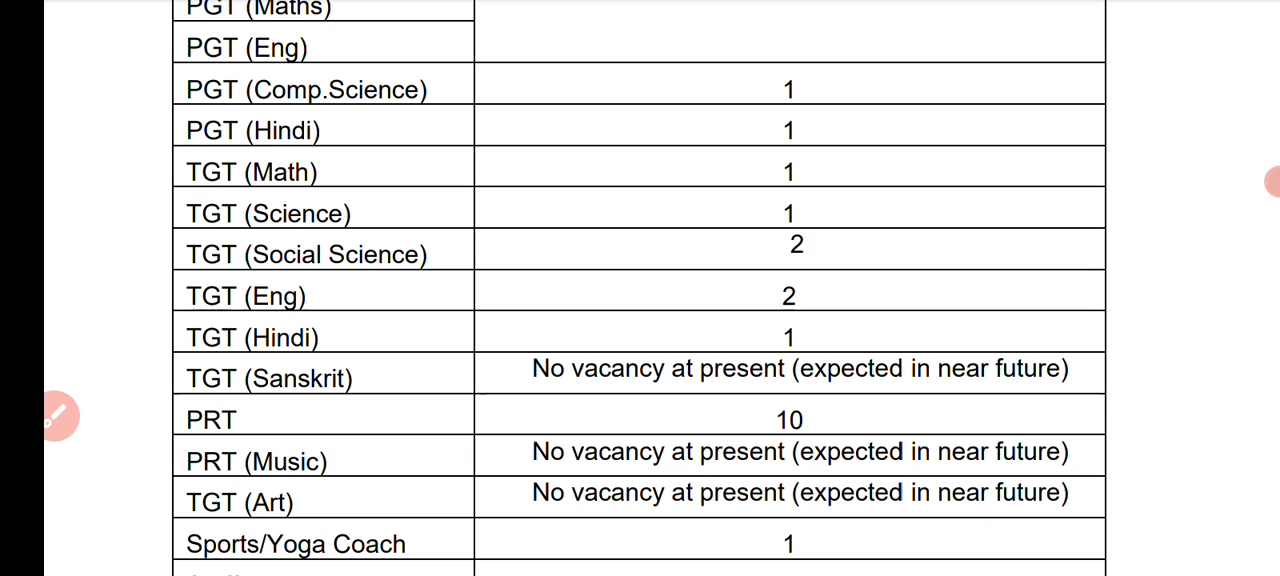 PGT (Maths)
PGT (Eng)
PGT (Comp.Science) 1
PGT (Hindi) 1
TGT (Math) 1
TGT (Science) 1
TGT (Social Science) 2
TGT (Eng) 2
TGT (Hindi) 1
TGT (Sanskrit) No vacancy at present (expected in near future)
PRT 10
PRT (Music) No vacancy at present (expected in near future)
TGT (Art) No vacancy at present (expected in near future)
Sports/Yoga Coach 1